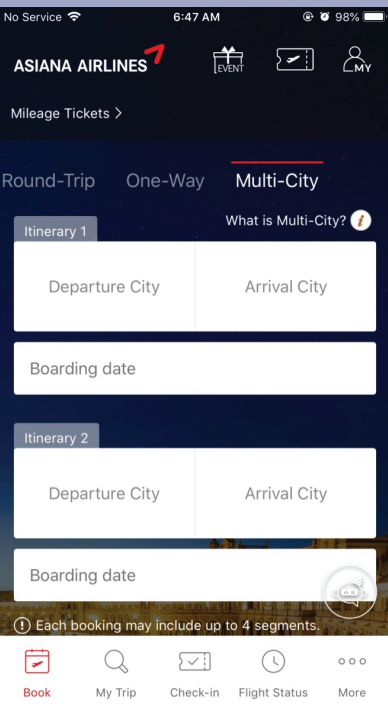 No Service 6:47 AM 98%
ASIANA AIRLINES EVENT MY
Mileage Tickets >
Round-Trip One-Way Multi-City
What is Multi-City? i
Itinerary 1
Departure City Arrival City
Boarding date
Itinerary 2
Departure City Arrival City
Boarding date
! Each booking may include up to 4 segments.
Book My Trip Check-in Flight Status More